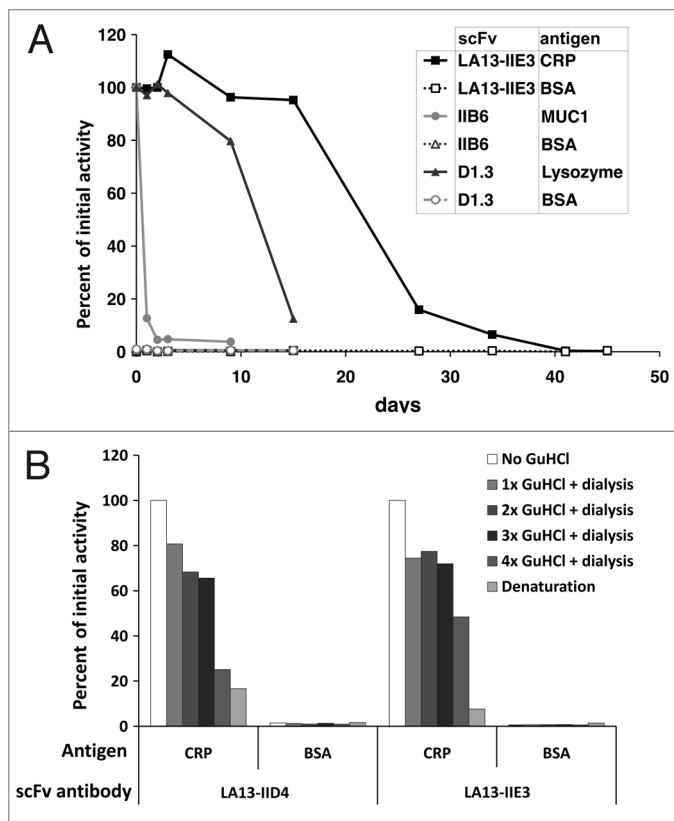 A
120
100
80
60
40
20
0
Percent of initial activity
0 10 20 30 40 50
days
scFv antigen
LA13-IIE3 CRP
LA13-IIE3 BSA
IIB6 MUC1
IIB6 BSA
D1.3 Lysozyme
D1.3 BSA
B
120
100
80
60
40
20
0
Percent of initial activity
No GuHCl
1x GuHCl + dialysis
2x GuHCl + dialysis
3x GuHCl + dialysis
4x GuHCl + dialysis
Denaturation
Antigen CRP BSA CRP BSA
scFv antibody LA13-IID4 LA13-IIE3